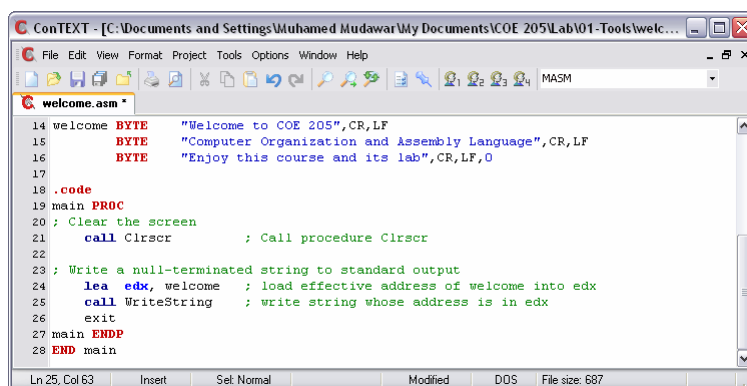 ConTEXT - [C:\Documents and Settings\Muhamed Mudawar\My Documents\COE 205\Lab\01-Tools\welc...
File Edit View Format Project Tools Options Window Help
1 2 3 4 MASM
welcome.asm *
14 welcome BYTE "Welcome to COE 205",CR,LF
15 BYTE "Computer Organization and Assembly Language",CR,LF
16 BYTE "Enjoy this course and its lab",CR,LF,0
17
18 .code
19 main PROC
20 ; Clear the screen
21 call Clrscr ; Call procedure Clrscr
22
23 ; Write a null-terminated string to standard output
24 lea edx, welcome ; load effective address of welcome into edx
25 call WriteString ; write string whose address is in edx
26 exit
27 main ENDP
28 END main
Ln 25, Col 63 Insert Sel: Normal Modified DOS File size: 687